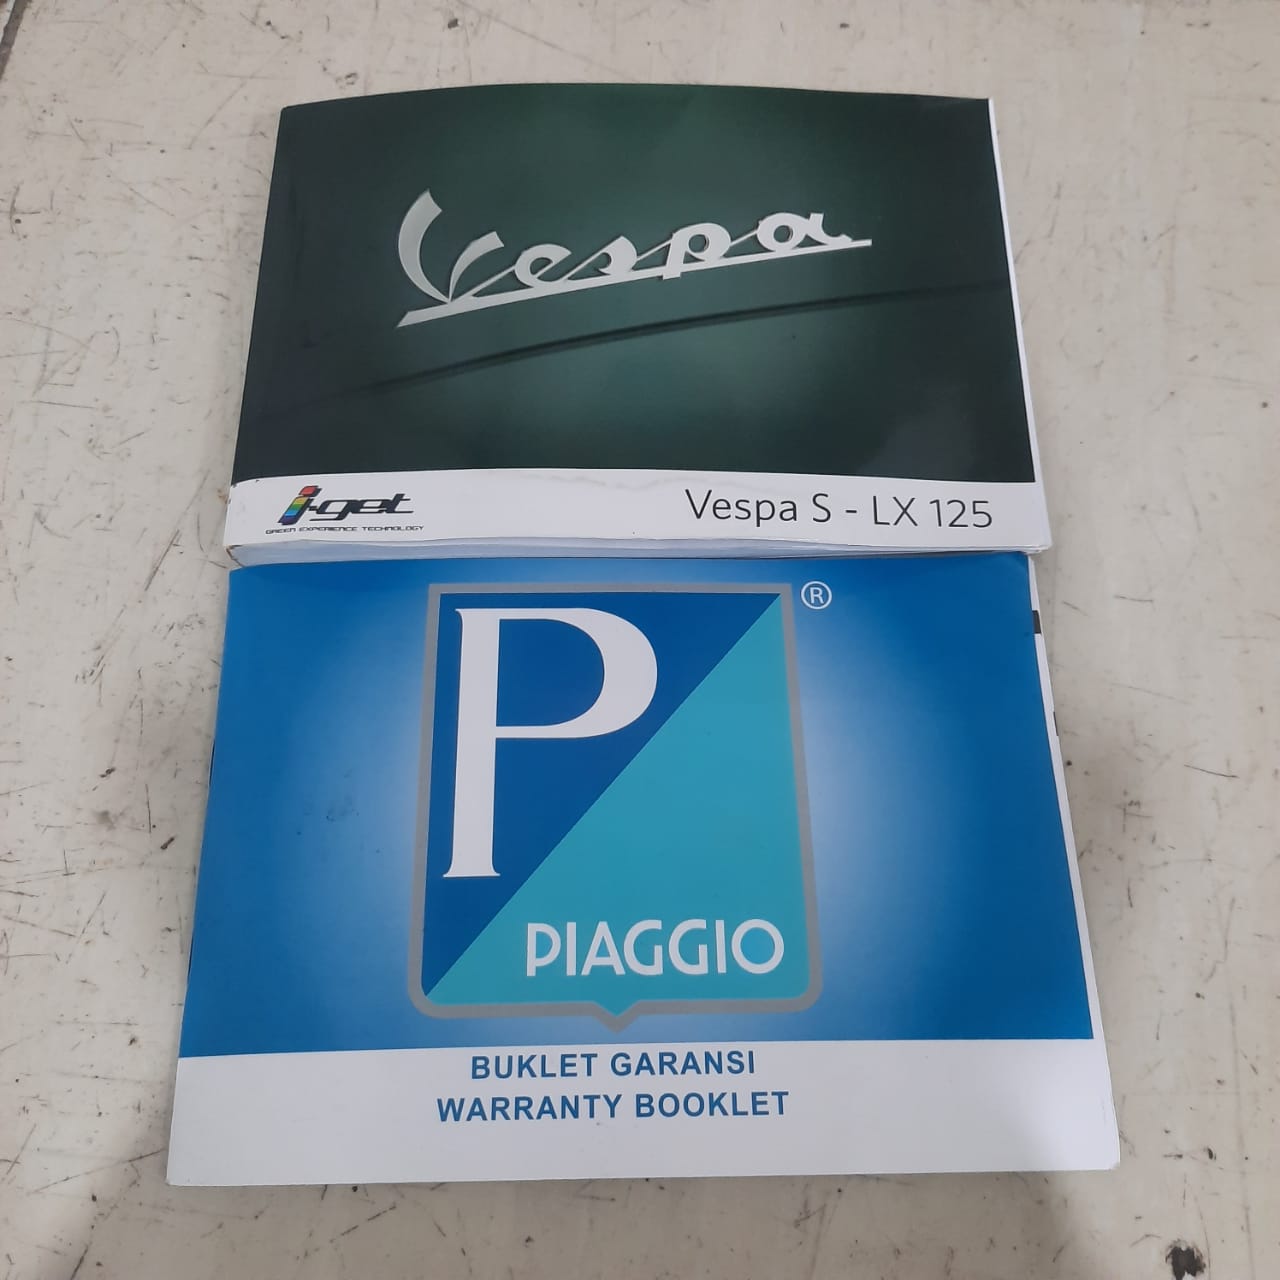 Vespa
i-get
GREEN EXPERIENCE TECHNOLOGY
Vespa S - LX 125
®
P
PIAGGIO
BUKLET GARANSI
WARRANTY BOOKLET